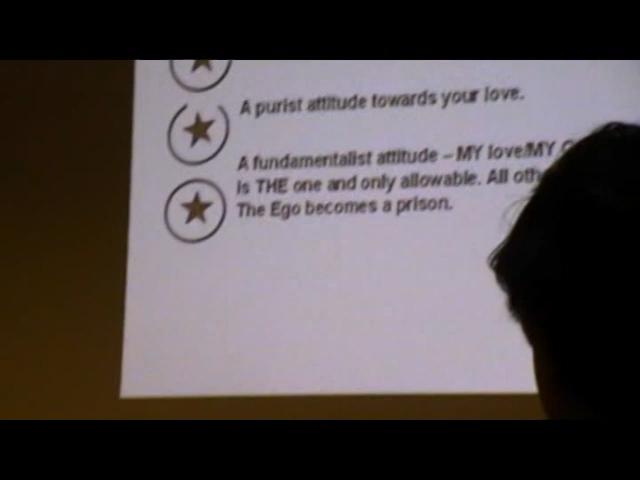 A purist attitude towards your love.
A fundamentalist attitude – MY love/MY
is THE one and only allowable. All
The Ego becomes a prison.